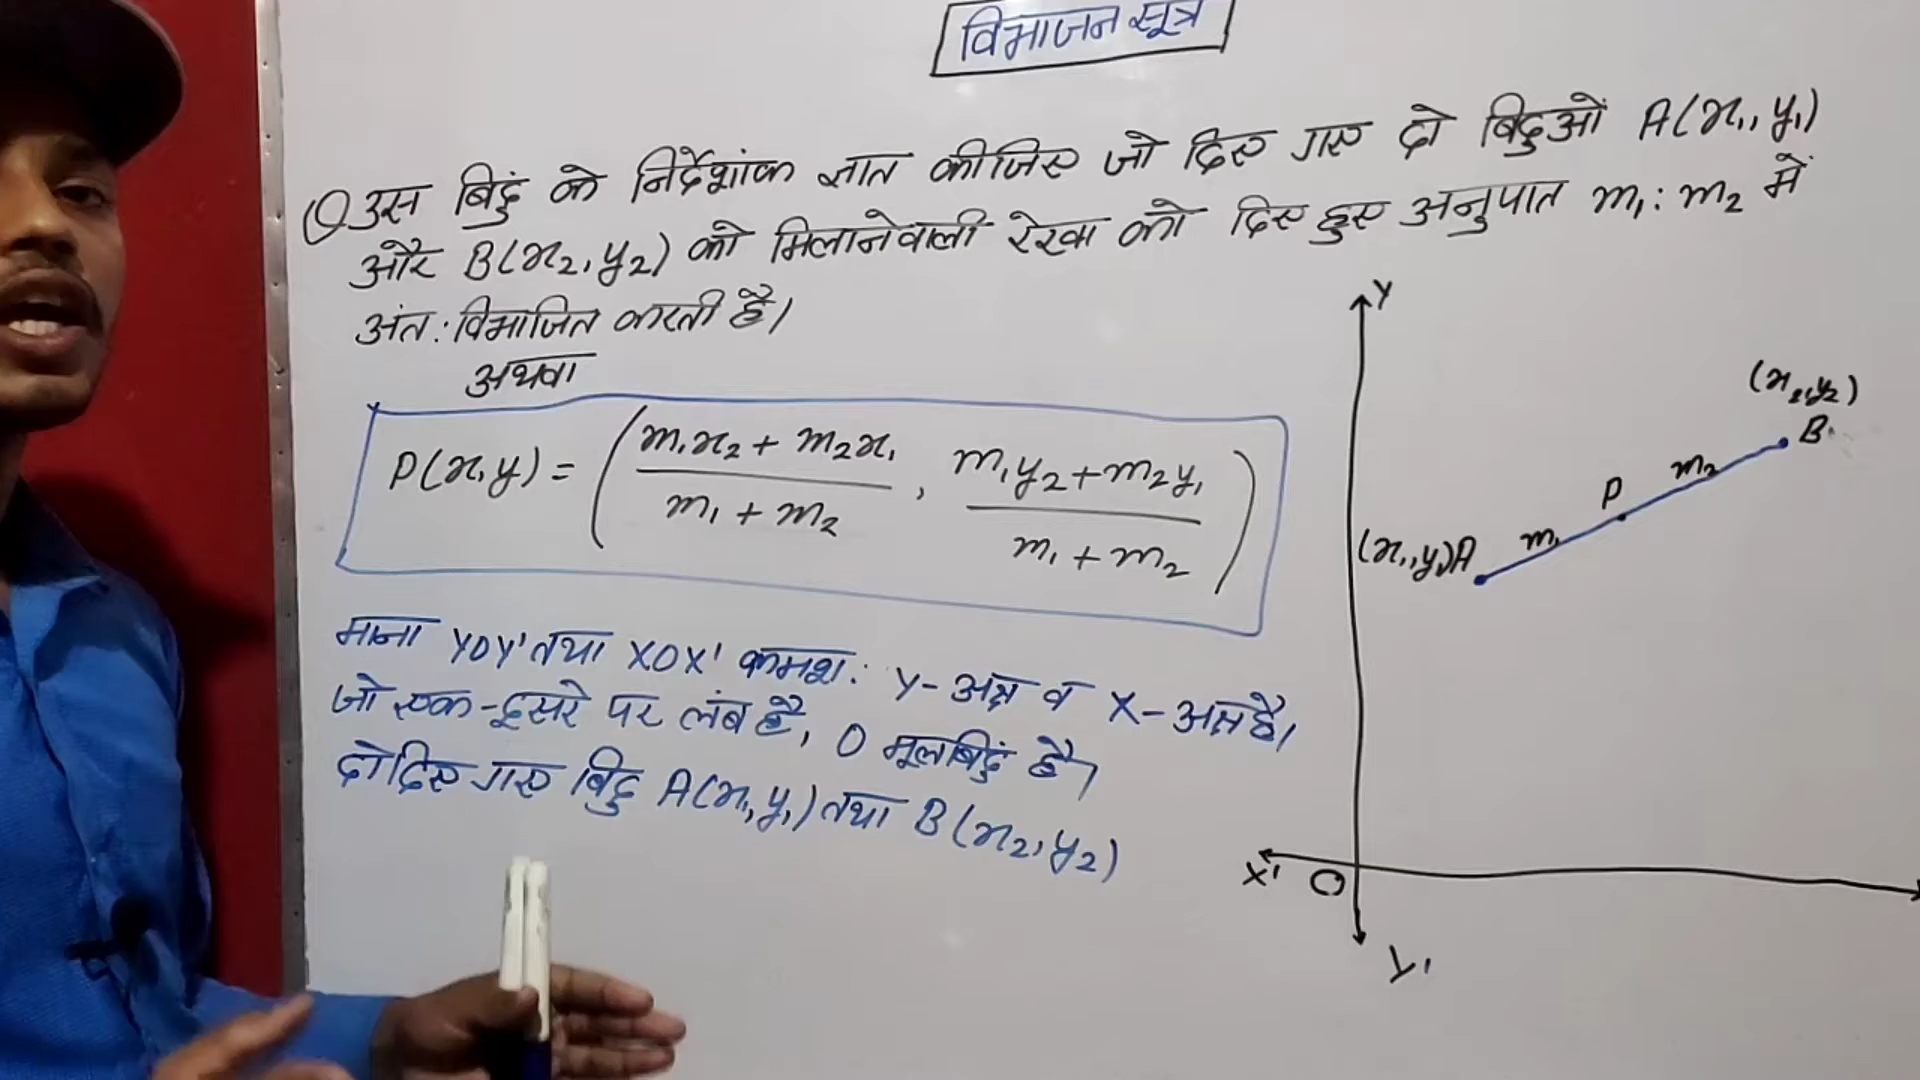 विभाजन सूत्र
Q उस बिंदुं के निर्देशांक ज्ञात कीजिए जो दिए गए दो बिंदुओं A(x₁, y₁)
और B(x₂, y₂) को मिलानेवाली रेखा को दिए हुए अनुपात m₁ : m₂ में
अंत: विभाजित करती है।
अथवा
P(x, y) = ( (m₁x₂ + m₂x₁) / (m₁ + m₂) , (m₁y₂ + m₂y₁) / (m₁ + m₂) )
माना YOY' तथा XOX' क्रमश: Y-अक्ष व X-अक्ष है।
जो एक-दूसरे पर लंब है, O मूलबिंदुं है।
दो दिए गए बिंदु A(x₁, y₁) तथा B(x₂, y₂)
Y
(x₂, y₂)
B
m₂
P
m₁
(x₁, y₁) A
X'
O
Y'